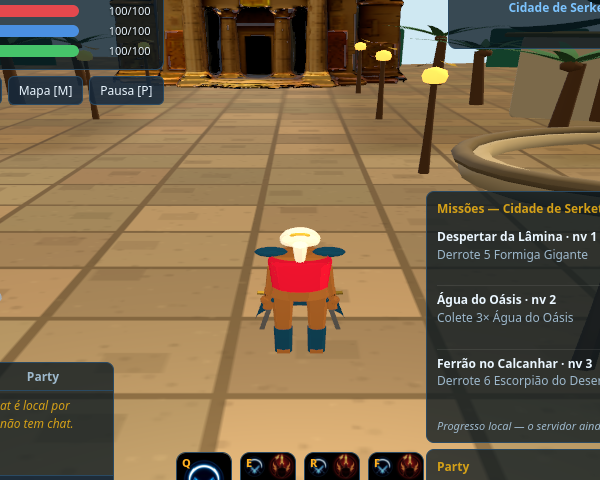 100/100
Cidade de Serke
100/100
100/100
Mapa [M]
Pausa [P]
Missões — Cidade de Serket
Despertar da Lâmina · nv 1
Derrote 5 Formiga Gigante
Água do Oásis · nv 2
Colete 3× Água do Oásis
Ferrão no Calcanhar · nv 3
Derrote 6 Escorpião do Deser
Progresso local — o servidor aind
Party
at é local por
não tem chat.
Q
E
R
F
Party